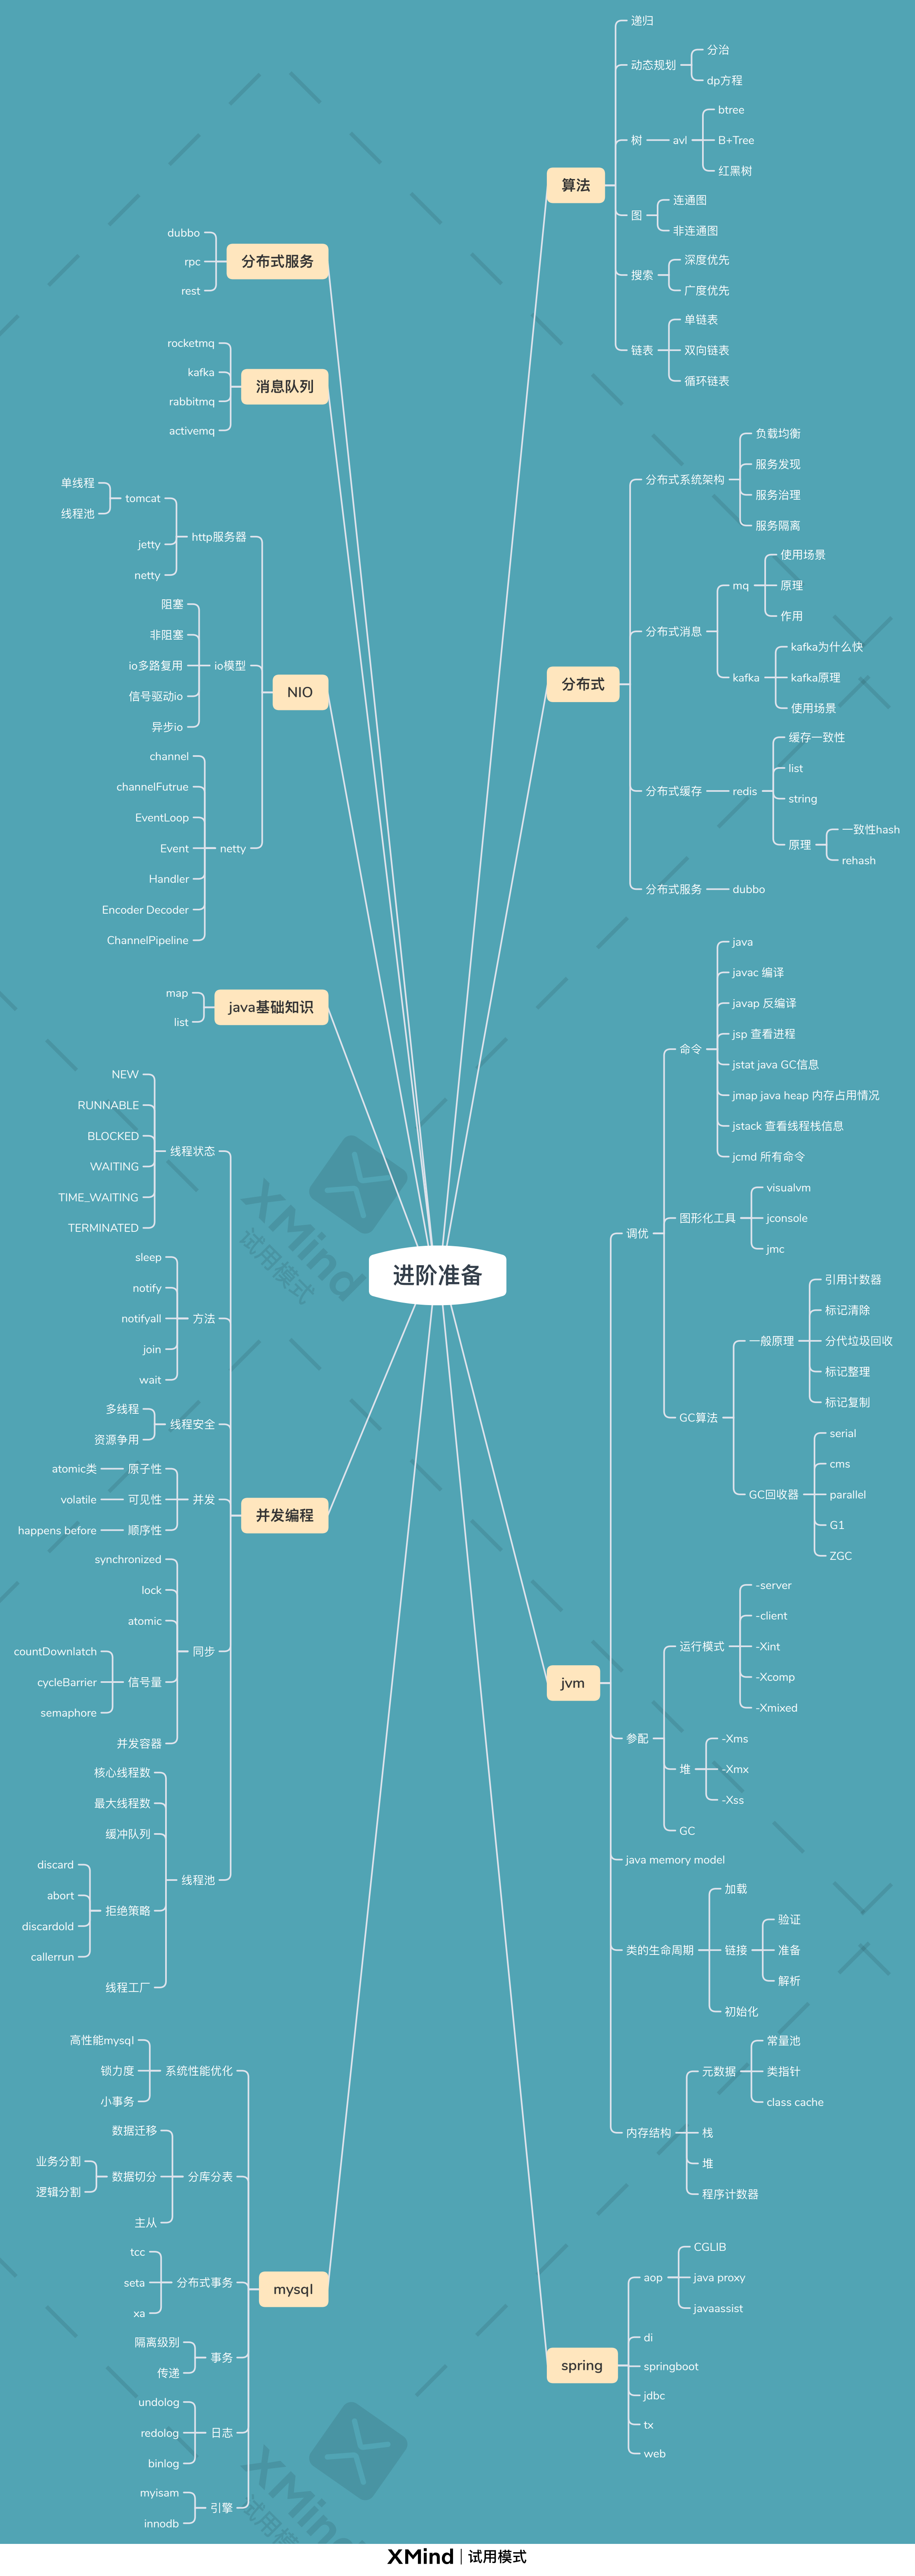 进阶准备
算法
递归
动态规划
分治
dp方程
树
avl
btree
B+Tree
红黑树
图
连通图
非连通图
搜索
深度优先
广度优先
链表
单链表
双向链表
循环链表
分布式
分布式系统架构
负载均衡
服务发现
服务治理
服务隔离
分布式消息
mq
使用场景
原理
作用
kafka
kafka为什么快
kafka原理
使用场景
分布式缓存
redis
缓存一致性
list
string
原理
一致性hash
rehash
分布式服务
dubbo
jvm
调优
命令
java
javac 编译
javap 反编译
jsp 查看进程
jstat java GC信息
jmap java heap 内存占用情况
jstack 查看线程栈信息
jcmd 所有命令
图形化工具
visualvm
jconsole
jmc
GC算法
一般原理
引用计数器
标记清除
分代垃圾回收
标记整理
标记复制
GC回收器
serial
cms
parallel
G1
ZGC
参配
运行模式
-server
-client
-Xint
-Xcomp
-Xmixed
堆
-Xms
-Xmx
-Xss
GC
java memory model
类的生命周期
加载
链接
验证
准备
解析
初始化
内存结构
元数据
常量池
类指针
class cache
栈
堆
程序计数器
spring
aop
CGLIB
java proxy
javaassist
di
springboot
jdbc
tx
web
分布式服务
dubbo
rpc
rest
消息队列
rocketmq
kafka
rabbitmq
activemq
NIO
http服务器
tomcat
单线程
线程池
jetty
netty
io模型
阻塞
非阻塞
io多路复用
信号驱动io
异步io
netty
channel
channelFutrue
EventLoop
Event
Handler
Encoder Decoder
ChannelPipeline
java基础知识
map
list
并发编程
线程状态
NEW
RUNNABLE
BLOCKED
WAITING
TIME_WAITING
TERMINATED
方法
sleep
notify
notifyall
join
wait
线程安全
多线程
资源争用
并发
原子性
atomic类
可见性
volatile
顺序性
happens before
同步
synchronized
lock
atomic
信号量
countDownlatch
cycleBarrier
semaphore
并发容器
线程池
核心线程数
最大线程数
缓冲队列
拒绝策略
discard
abort
discardold
callerrun
线程工厂
mysql
系统性能优化
高性能mysql
锁力度
小事务
分库分表
数据迁移
数据切分
业务分割
逻辑分割
主从
分布式事务
tcc
seta
xa
事务
隔离级别
传递
日志
undolog
redolog
binlog
引擎
myisam
innodb
XMind
试用模式
XMind
试用模式
XMind | 试用模式